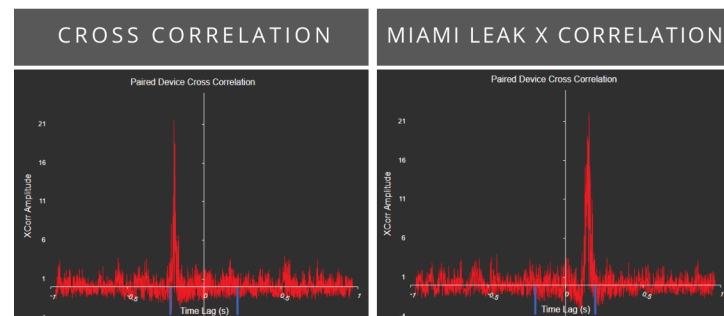 CROSS CORRELATION
Paired Device Cross Correlation
21
16
11
6
1
-1
-0.5
0
0.5
1
XCorr Amplitude
Time Lag (s)
MIAMI LEAK X CORRELATION
Paired Device Cross Correlation
21
16
11
6
1
-1
-0.5
0
0.5
1
XCorr Amplitude
Time Lag (s)